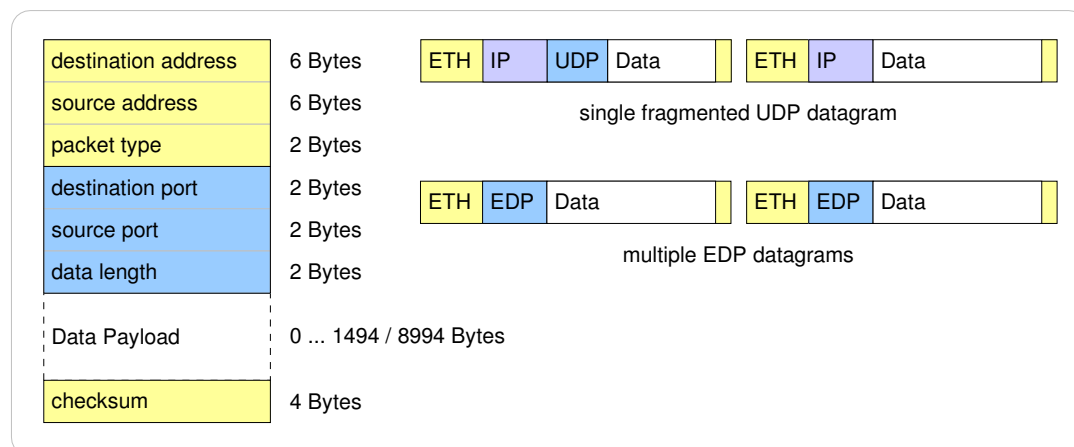 destination address 6 Bytes
source address 6 Bytes
packet type 2 Bytes
destination port 2 Bytes
source port 2 Bytes
data length 2 Bytes
Data Payload 0 ... 1494 / 8994 Bytes
checksum 4 Bytes
ETH IP UDP Data ETH IP Data
single fragmented UDP datagram
ETH EDP Data ETH EDP Data
multiple EDP datagrams